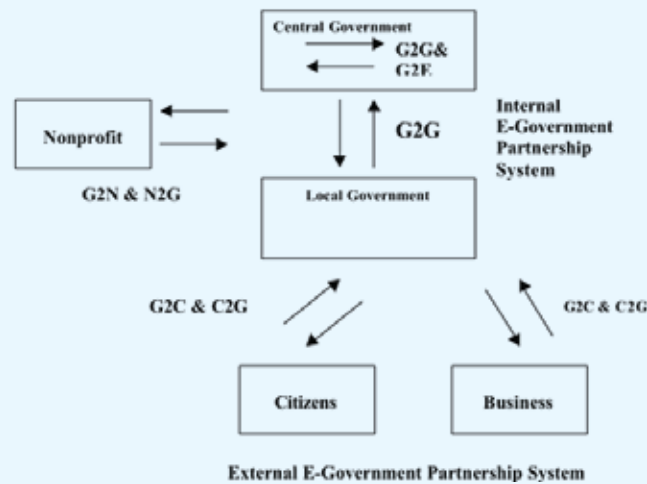 Central Government
G2G&
G2E
Nonprofit
G2G
Internal
E-Government
Partnership
System
G2N & N2G
Local Government
G2C & C2G
G2C & C2G
Citizens
Business
External E-Government Partnership System